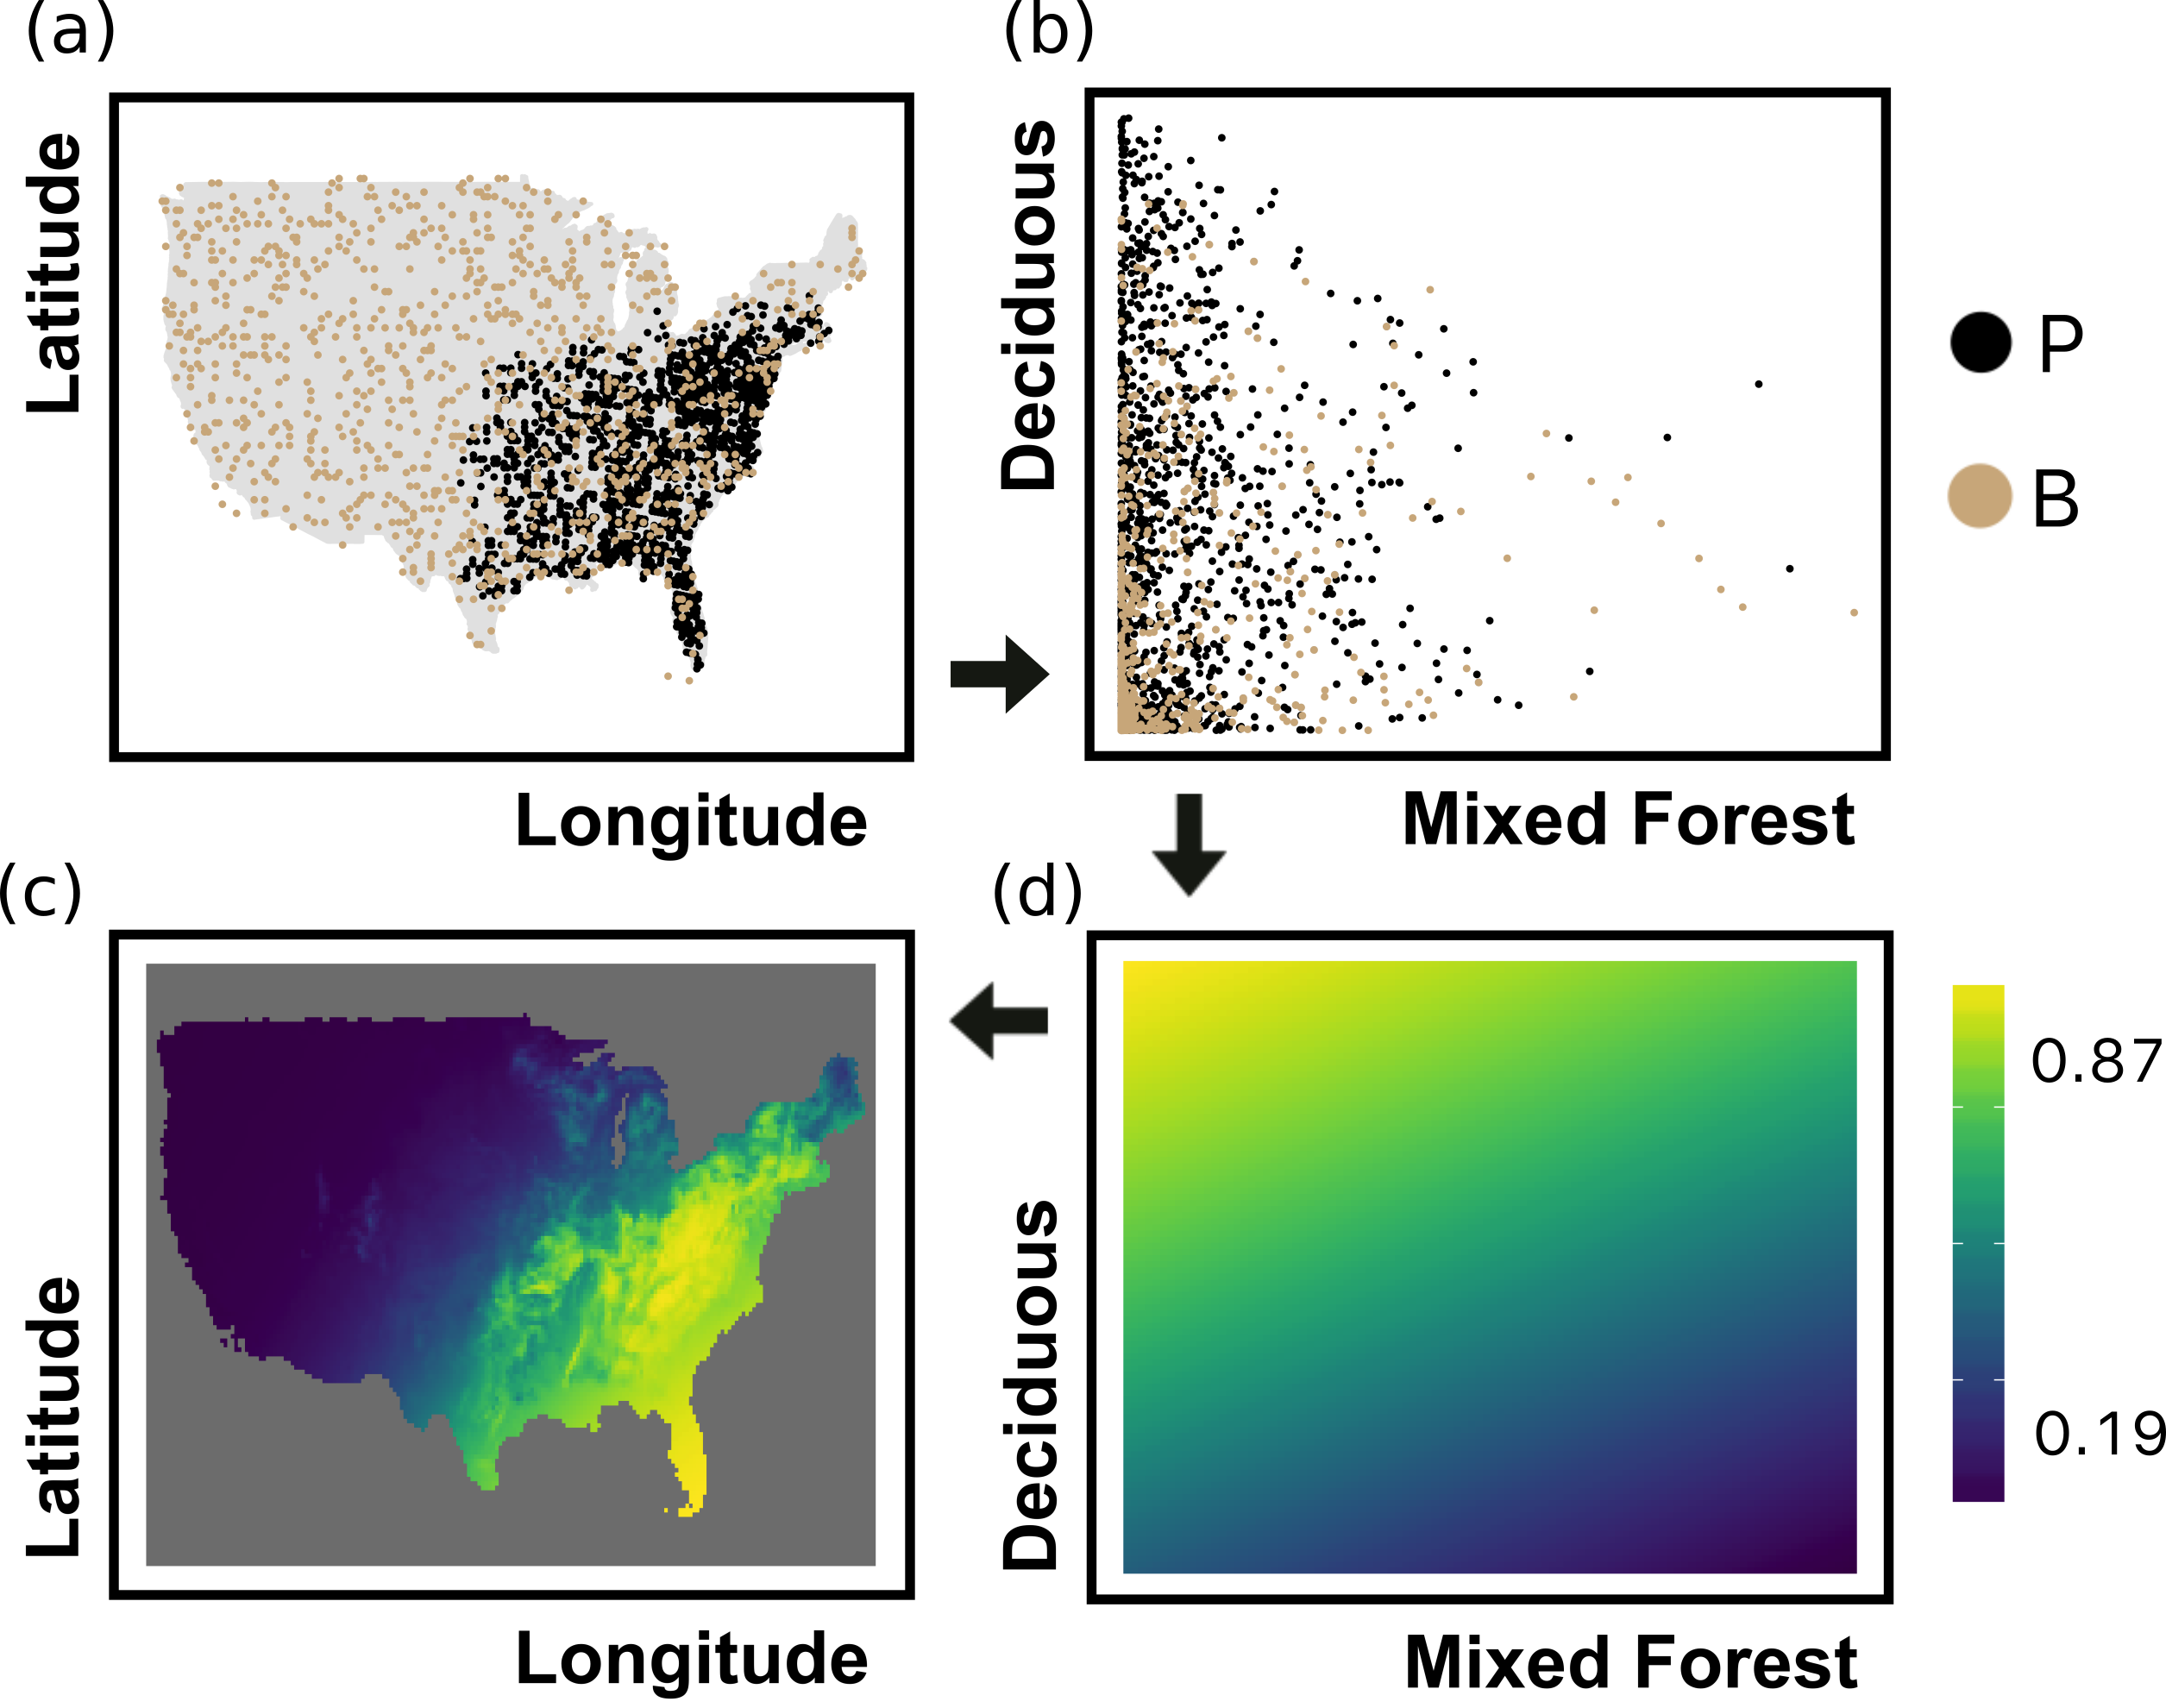 (a)
Latitude
Longitude
(b)
Deciduous
Mixed Forest
P
B
(c)
Latitude
Longitude
(d)
Deciduous
Mixed Forest
0.87
0.19